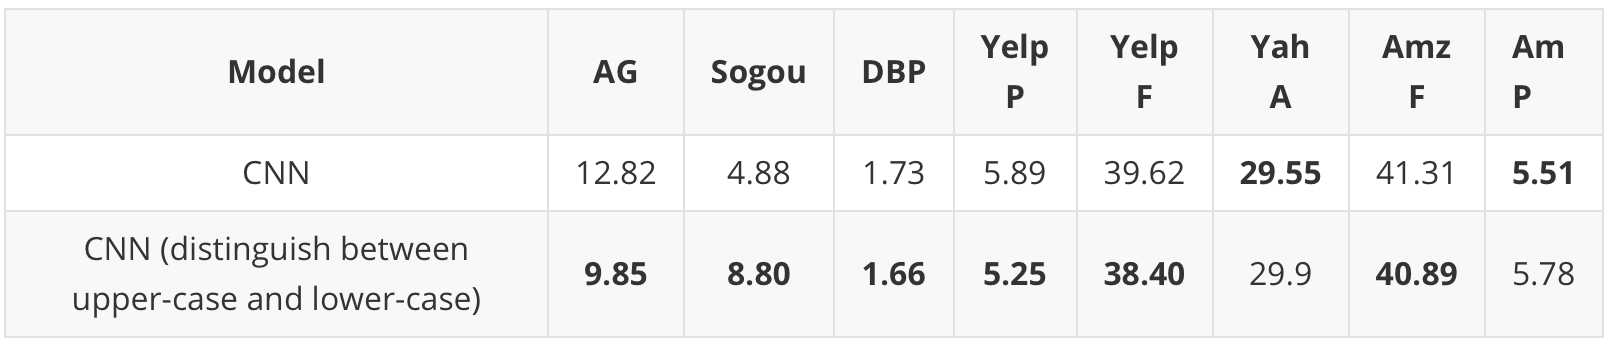 Model AG Sogou DBP Yelp P Yelp F Yah A Amz F Am P
CNN 12.82 4.88 1.73 5.89 39.62 29.55 41.31 5.51
CNN (distinguish between upper-case and lower-case) 9.85 8.80 1.66 5.25 38.40 29.9 40.89 5.78